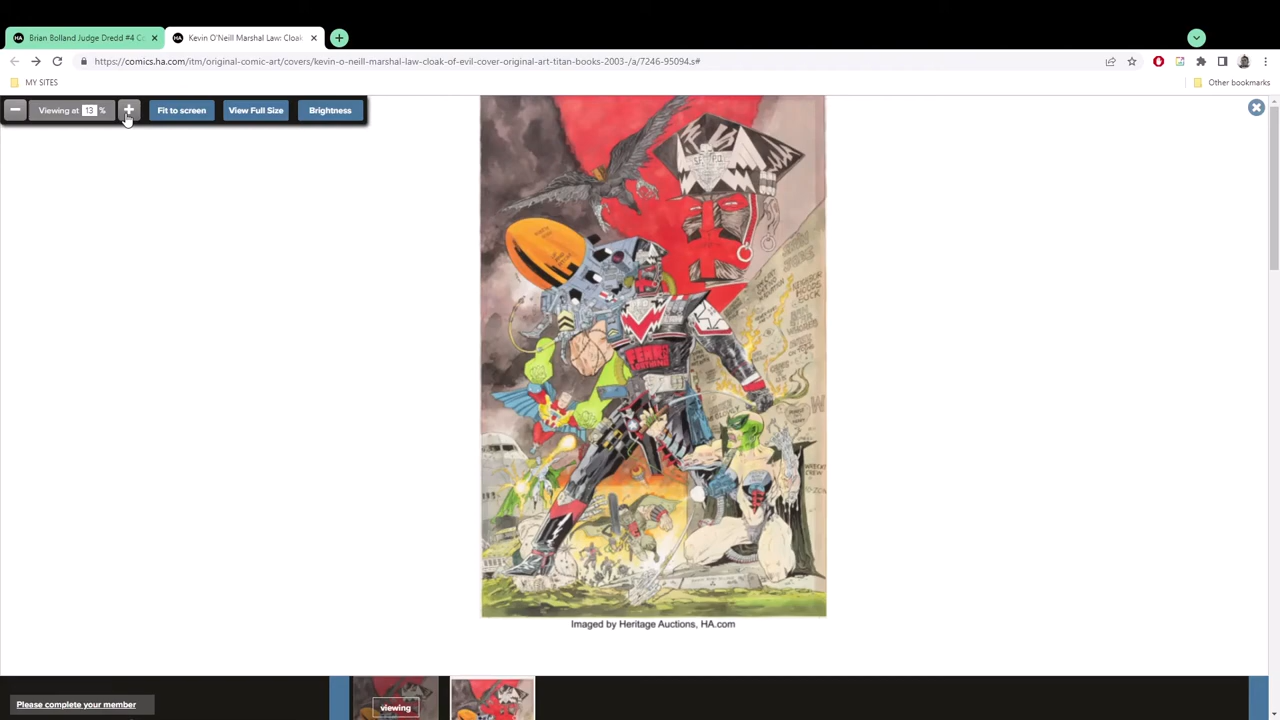 Brian Bolland Judge Dredd #4 Co
Kevin O'Neill Marshal Law: Cloak
https://comics.ha.com/itm/original-comic-art/covers/kevin-o-neill-marshal-law-cloak-of-evil-cover-original-art-titan-books-2003-/a/7246-95094.s#
MY SITES
Other bookmarks
Viewing at 13 %
Fit to screen
View Full Size
Brightness
FEAR
Imaged by Heritage Auctions, HA.com
Please complete your member
viewing